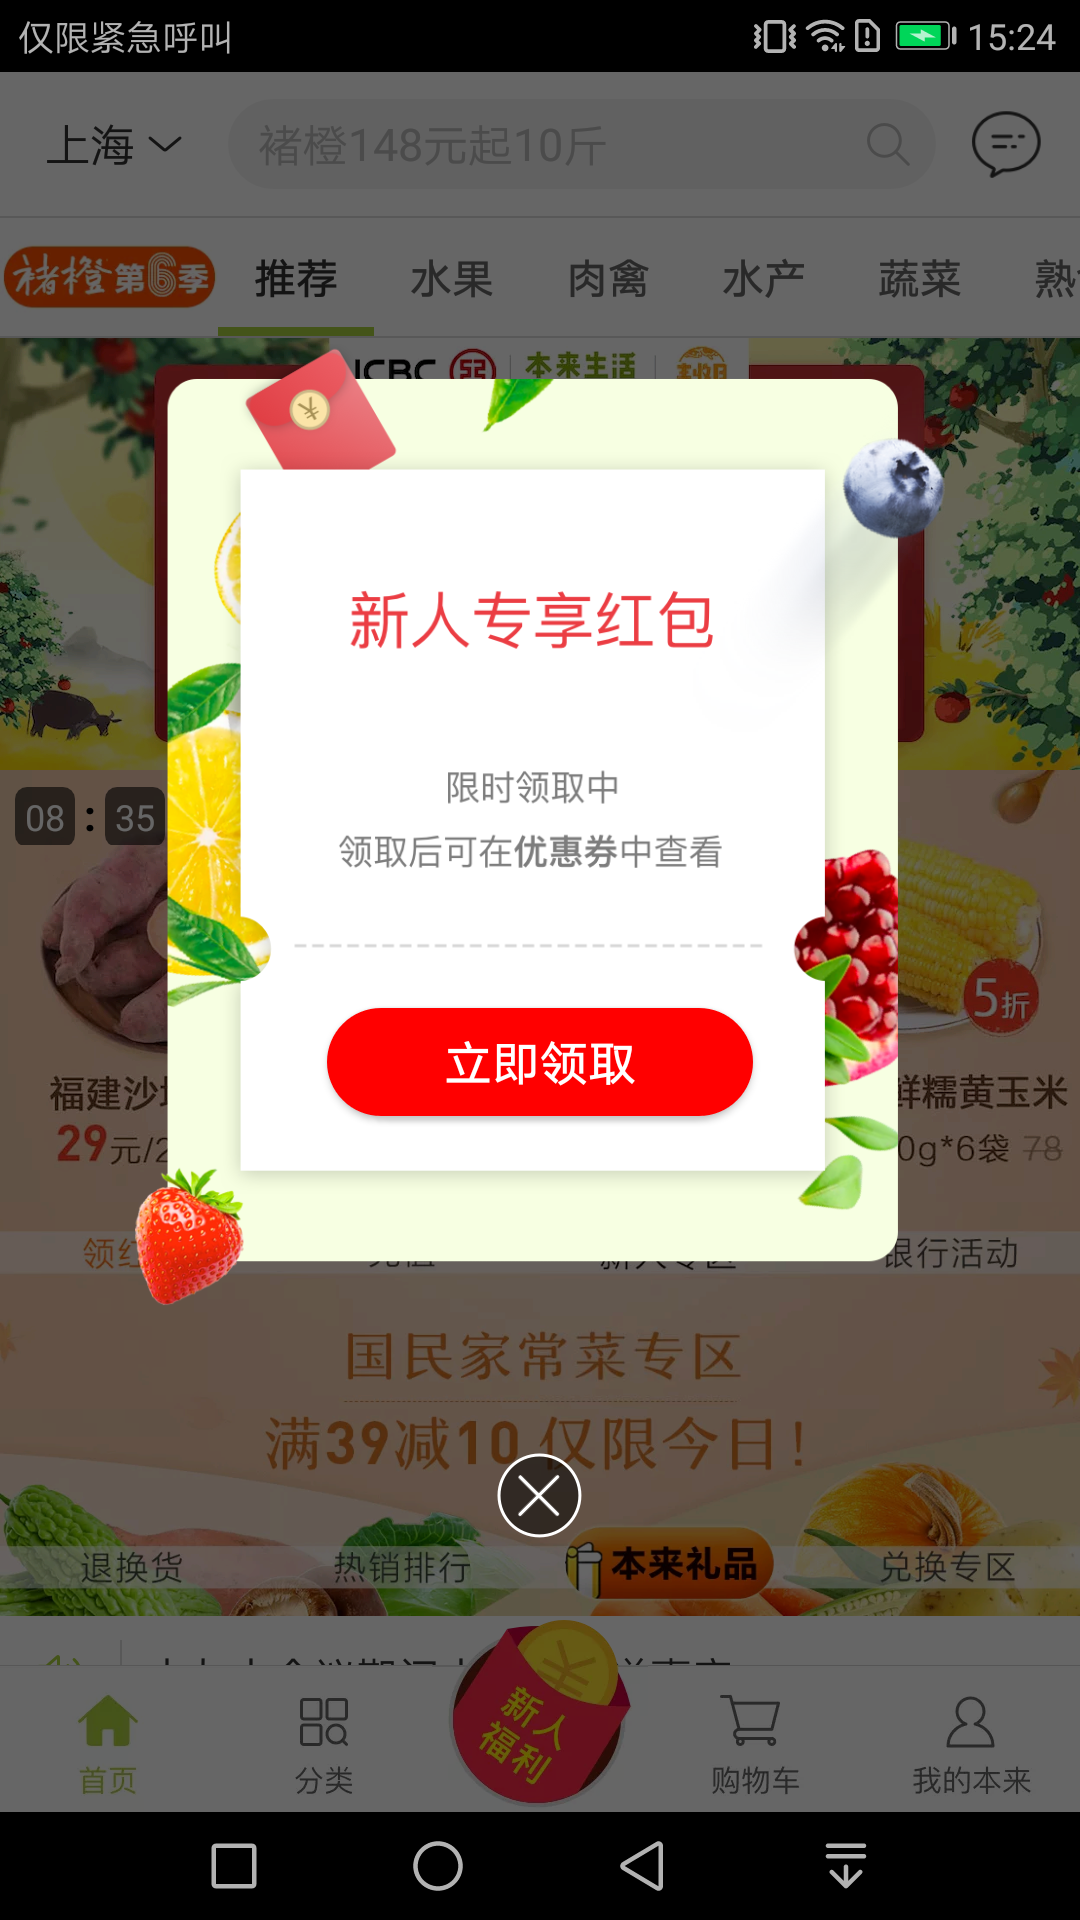 仅限紧急呼叫
15:24
上海
褚橙148元起10斤
褚橙第6季
推荐
水果
肉禽
水产
蔬菜
ICBC
本来生活
新人专享红包
限时领取中
领取后可在优惠券中查看
立即领取
08:35
5折
福建沙
鲜糯黄玉米
29元/2
0g*6袋 78
领红
充值
新人专区
银行活动
国民家常菜专区
满39减10 仅限今日!
退换货
热销排行
本来礼品
兑换专区
新人
福利
首页
分类
购物车
我的本来